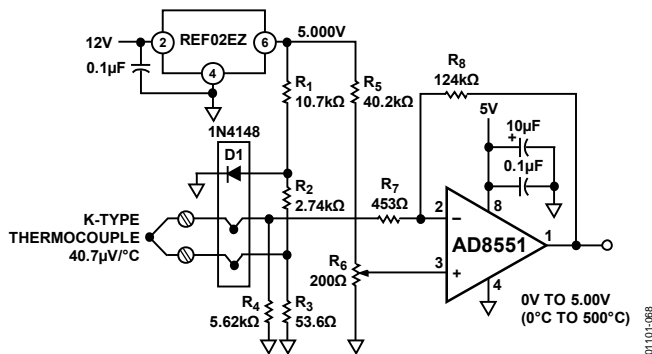 12V
2
REF02EZ
6
5.000V
0.1µF
4
R1
10.7kΩ
R5
40.2kΩ
R8
124kΩ
1N4148
D1
5V
10µF
+
0.1µF
R2
2.74kΩ
R7
453Ω
K-TYPE
THERMOCOUPLE
40.7µV/°C
2
–
8
AD8551
1
3
+
4
R6
200Ω
R4
5.62kΩ
R3
53.6Ω
0V TO 5.00V
(0°C TO 500°C)
01101-068